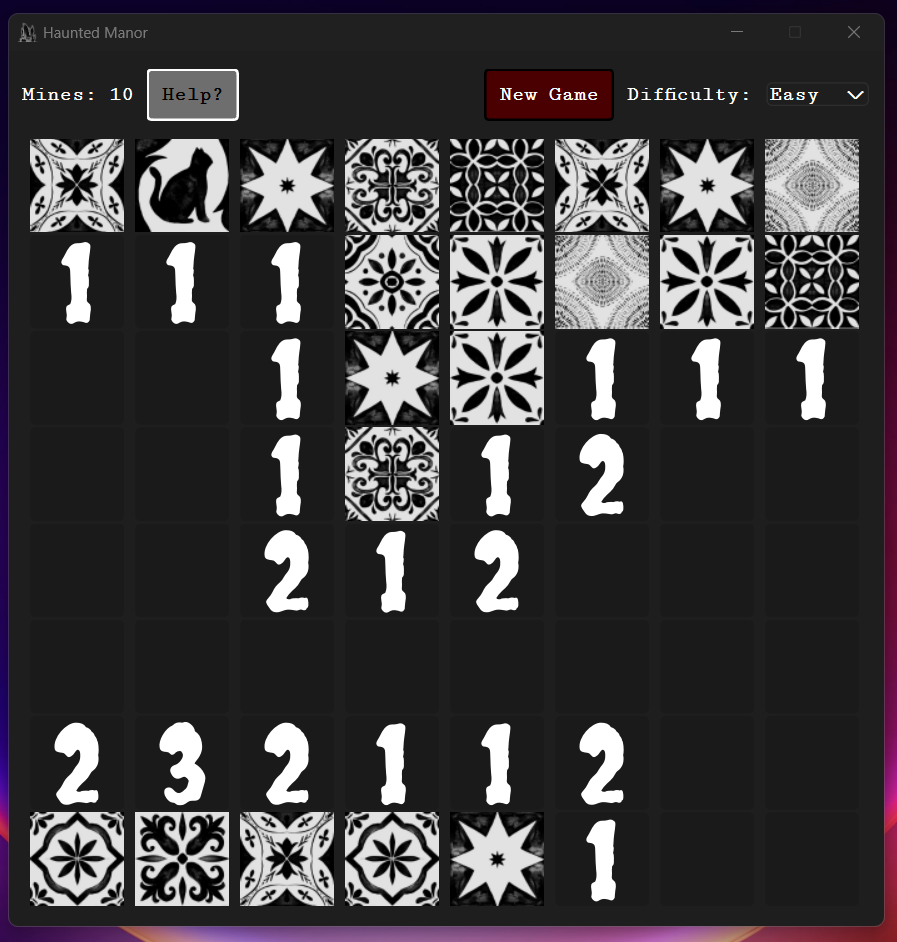 Haunted Manor
Mines: 10 Help? New Game Difficulty: Easy
1 1 1
1 1 1 1
1 1 2
2 1 2
2 3 2 1 1 2
1